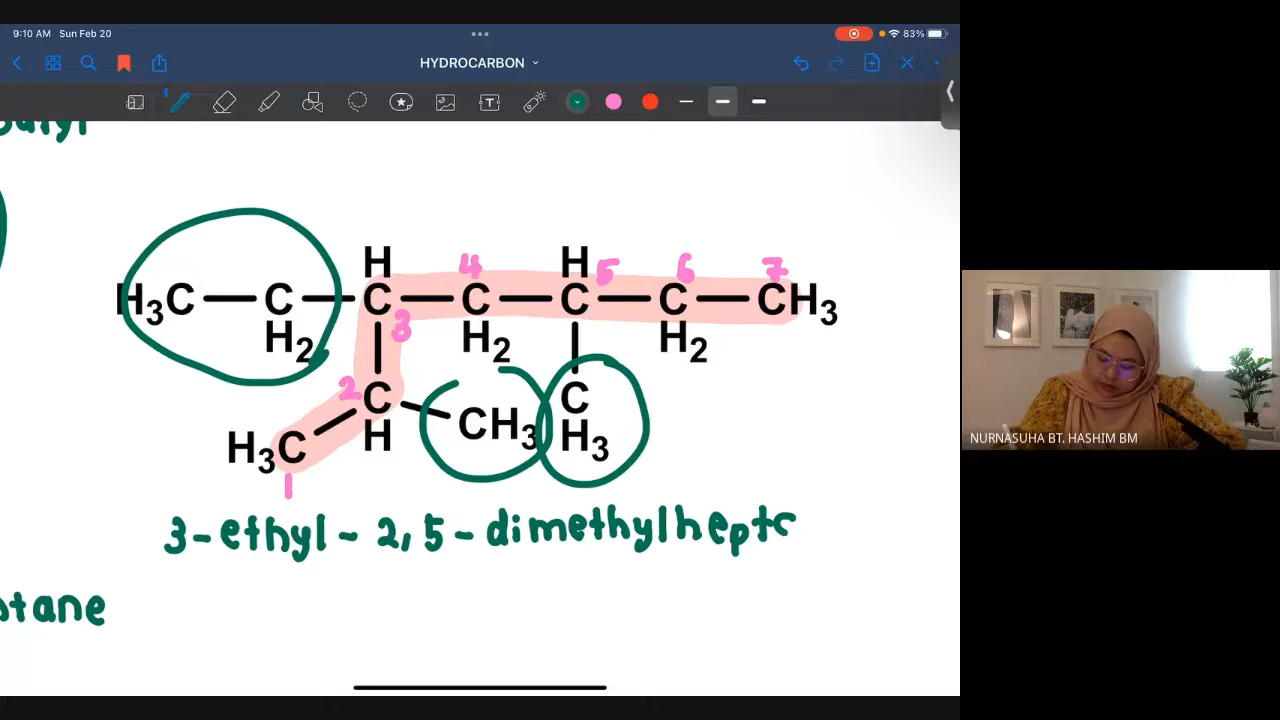 9:10 AM Sun Feb 20
83%
HYDROCARBON
T
H H
4 5 6 7
H3C C C C C C CH3
H2 3 H2 H2
2 C CH3 C
H3C H H3
1
3-ethyl-2,5-dimethylheptc
tane
NURNASUHA BT. HASHIM BM